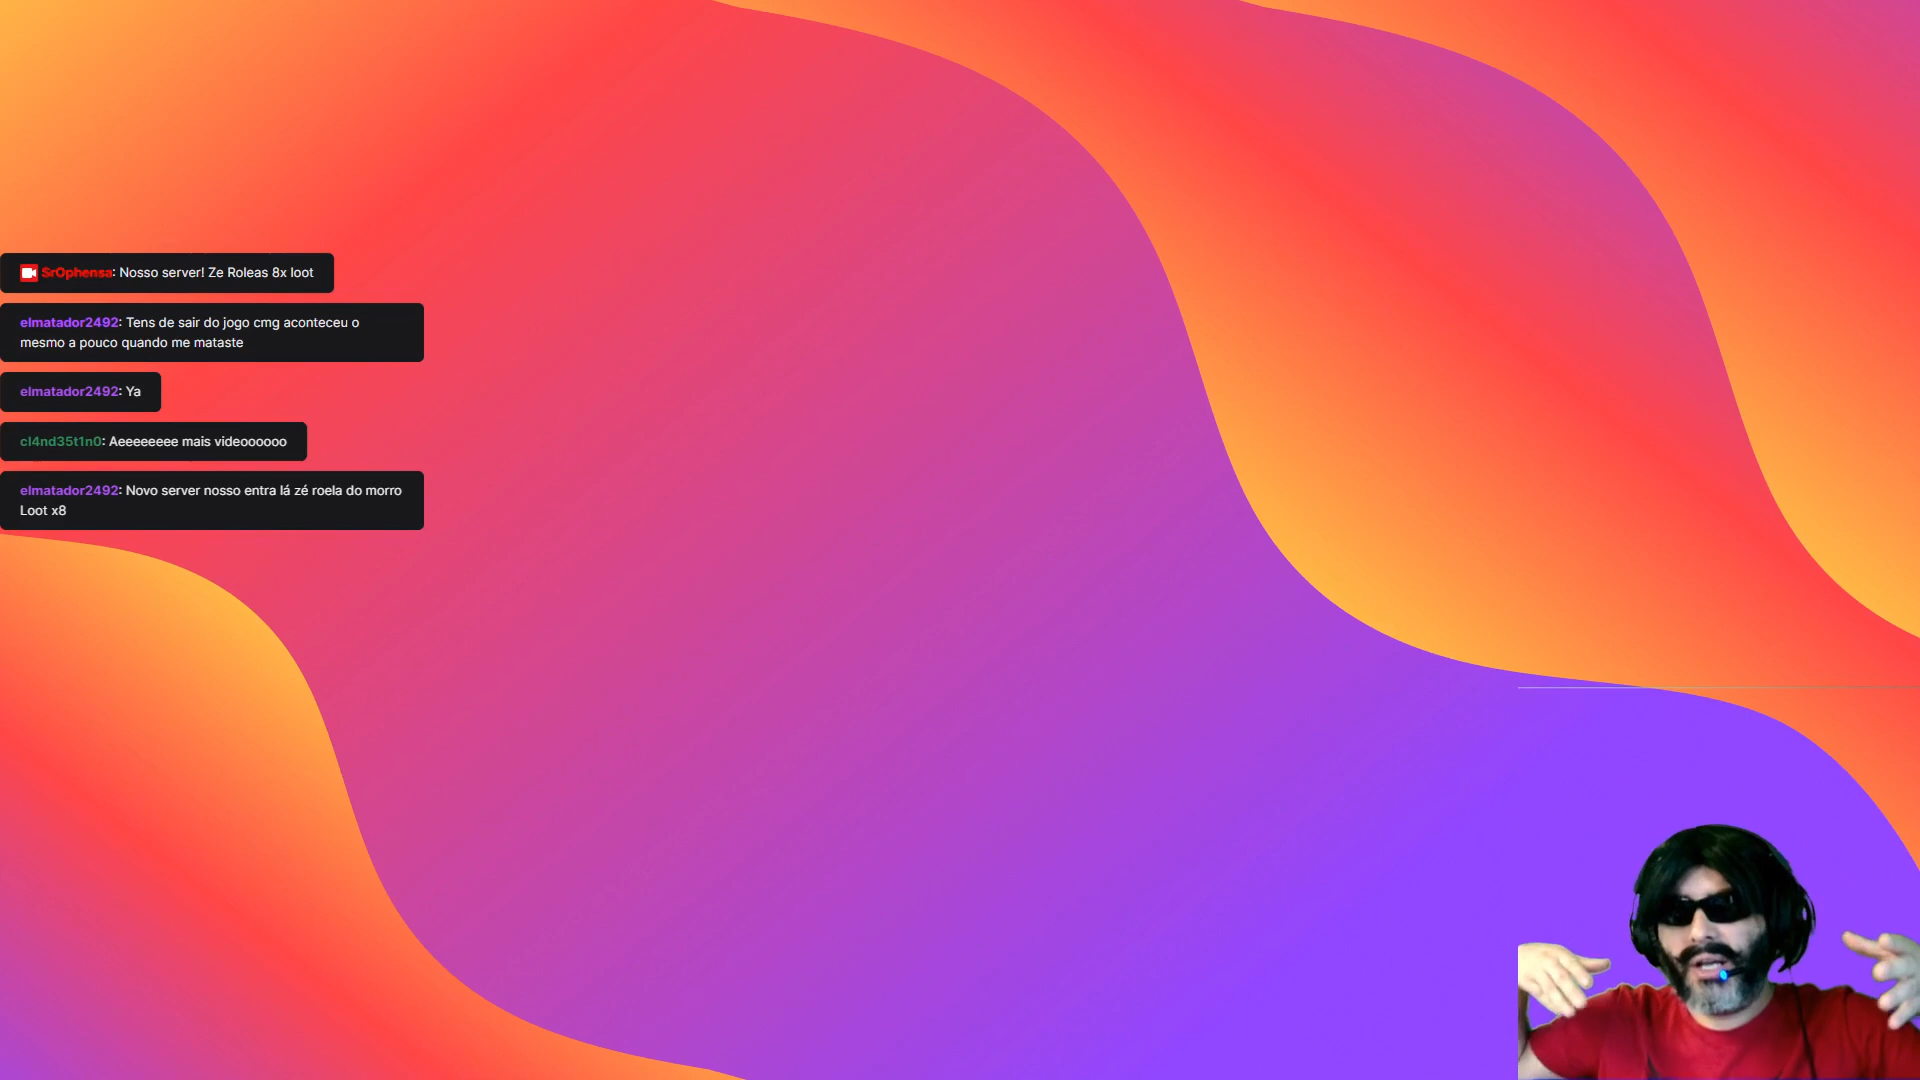 SrOphensa: Nosso server! Ze Roleas 8x loot
elmatador2492: Tens de sair do jogo cmg aconteceu o
mesmo a pouco quando me mataste
elmatador2492: Ya
cl4nd35t1n0: Aeeeeeeee mais videoooooo
elmatador2492: Novo server nosso entra lá zé roela do morro
Loot x8